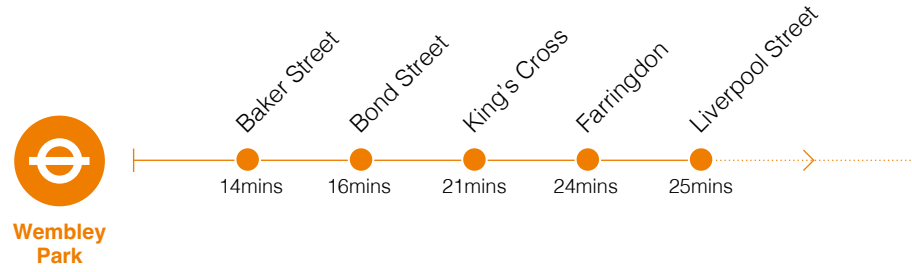 Baker Street
Bond Street
King's Cross
Farringdon
Liverpool Street
14mins
16mins
21mins
24mins
25mins
Wembley
Park